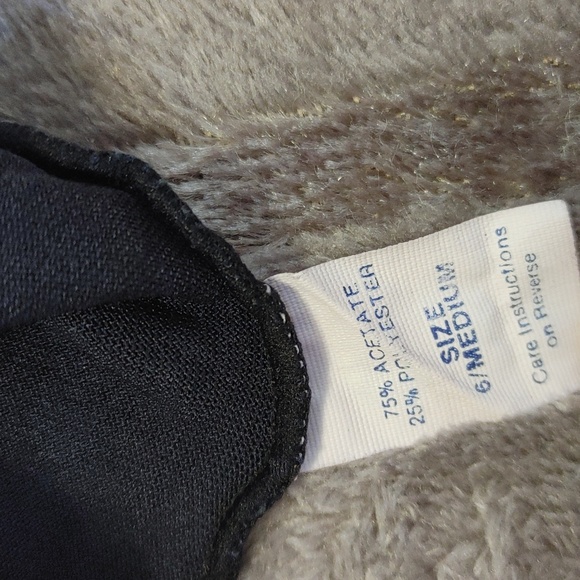 75% ACETATE
25% POLYESTER
SIZE
6/MEDIUM
Care Instructions
on Reverse